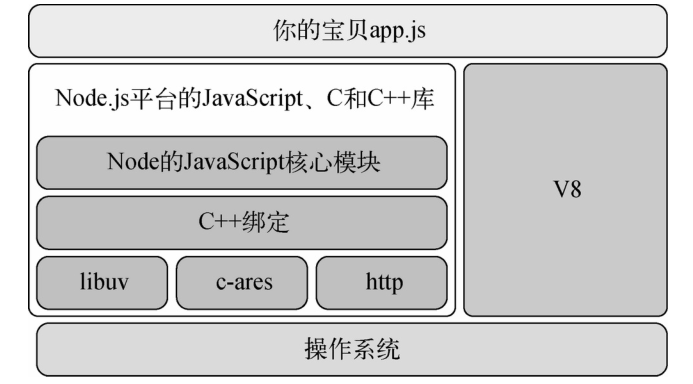 你的宝贝app.js
Node.js平台的JavaScript、C和C++库
Node的JavaScript核心模块
C++绑定
libuv
c-ares
http
V8
操作系统